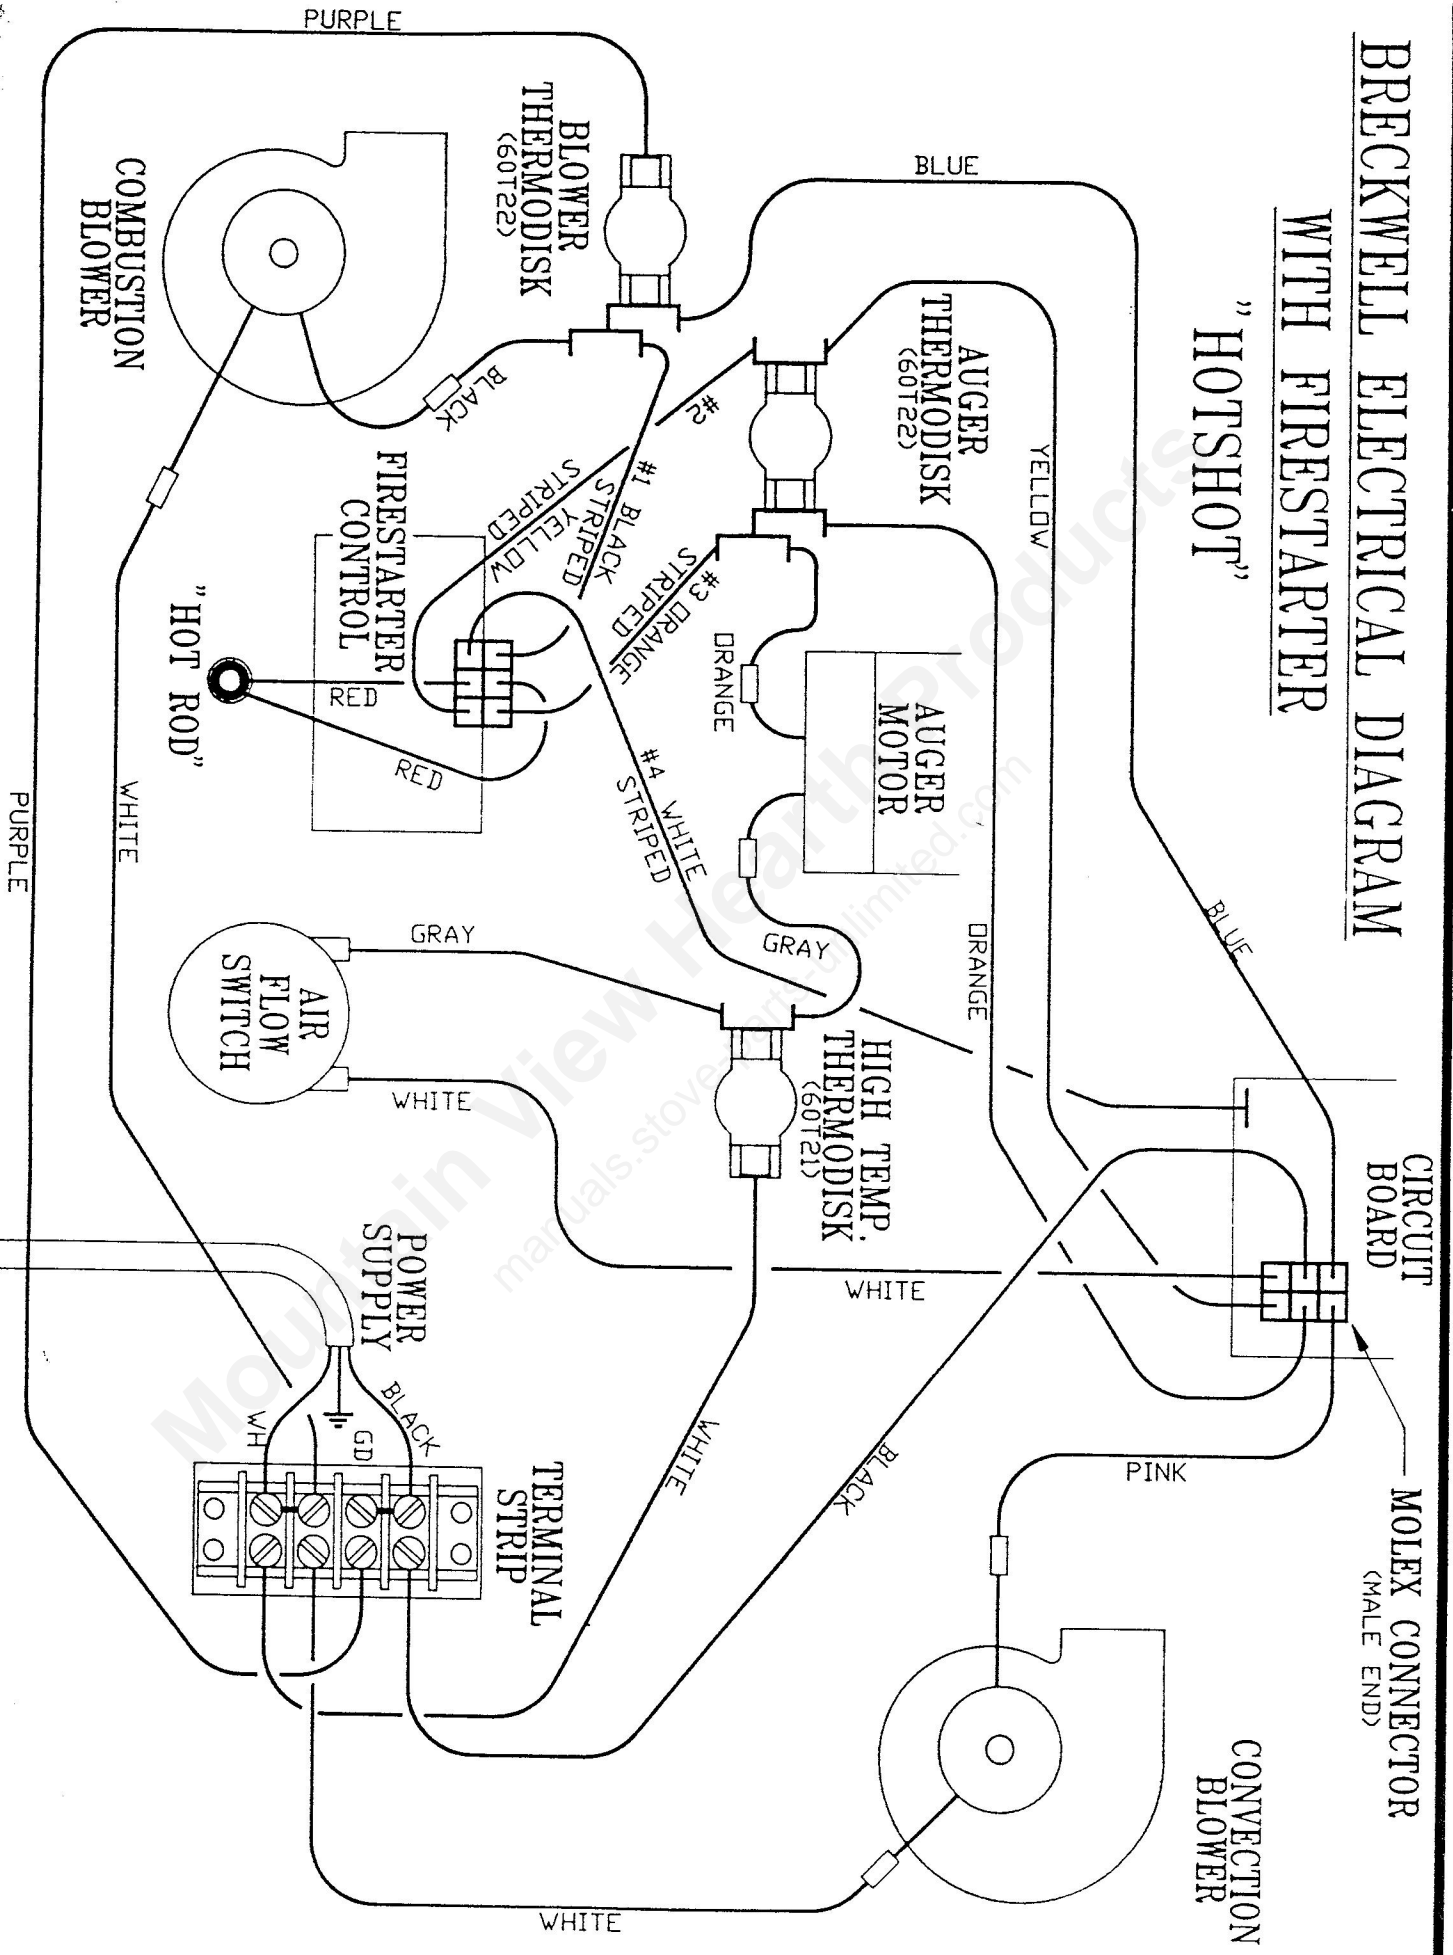 BRECKWELL ELECTRICAL DIAGRAM
WITH FIRESTARTER
"HOTSHOT"
CIRCUIT
BOARD
MOLEX CONNECTOR
(MALE END)
CONVECTION
BLOWER
BLUE
BLUE
YELLOW
ORANGE
PINK
AUGER
THERMODISK
(60T22)
AUGER
MOTOR
ORANGE
GRAY
HIGH TEMP.
THERMODISK
(60T21)
WHITE
BLACK
WHITE
WHITE
PURPLE
BLOWER
THERMODISK
(60T22)
#2
#1 BLACK
STRIPED
YELLOW
STRIPED
#3 ORANGE
STRIPED
#4 WHITE
STRIPED
BLACK
COMBUSTION
BLOWER
FIRESTARTER
CONTROL
"HOT ROD"
RED
RED
GRAY
AIR
FLOW
SWITCH
WHITE
WHITE
PURPLE
POWER
SUPPLY
BLACK
GD
WH
TERMINAL
STRIP
Mountain View Hearth Products
manuals.stove-parts-unlimited.com